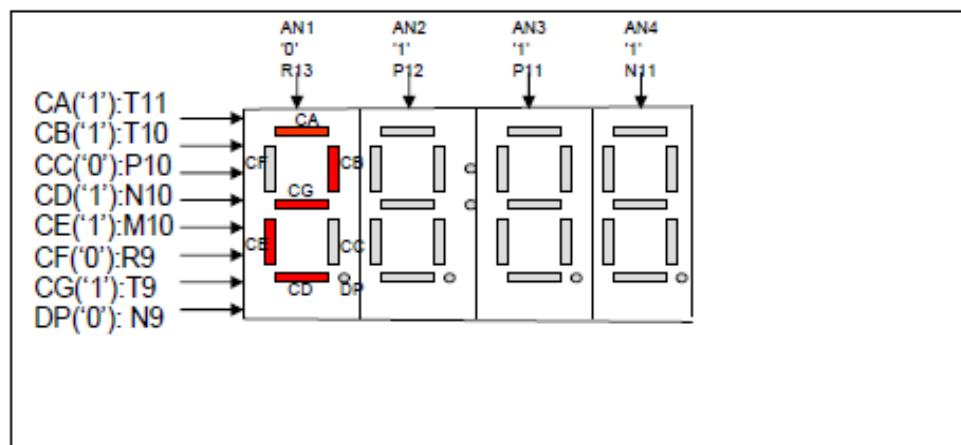 AN1 AN2 AN3 AN4
'0' '1' '1' '1'
R13 P12 P11 N11
CA('1'):T11
CB('1'):T10
CC('0'):P10
CD('1'):N10
CE('1'):M10
CF('0'):R9
CG('1'):T9
DP('0'): N9
CA
CF CB
CG
CE CC
CD DP